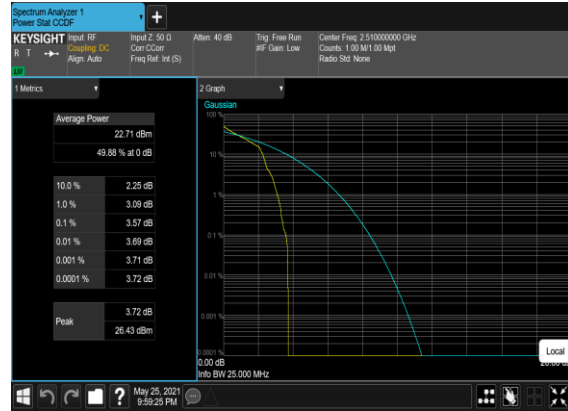 Spectrum Analyzer 1
Power Stat CCDF
KEYSIGHT
R T
LM
Input: RF
Coupling: DC
Align: Auto
Input Z: 50 Ω
Corr CCorr
Freq Ref: Int (S)
Atten: 40 dB
Trig: Free Run
#IF Gain: Low
Center Freq: 2.510000000 GHz
Counts: 1.00 M/1.00 Mpt
Radio Std: None
1 Metrics
Average Power
22.71 dBm
49.88 % at 0 dB
10.0 % 2.25 dB
1.0 % 3.09 dB
0.1 % 3.57 dB
0.01 % 3.69 dB
0.001 % 3.71 dB
0.0001 % 3.72 dB
Peak
3.72 dB
26.43 dBm
2 Graph
Gaussian
100 %
10 %
1 %
0.1 %
0.01 %
0.001 %
0.0001 %
0.00 dB
Info BW 25.000 MHz
Local
May 25, 2021
9:59:25 PM